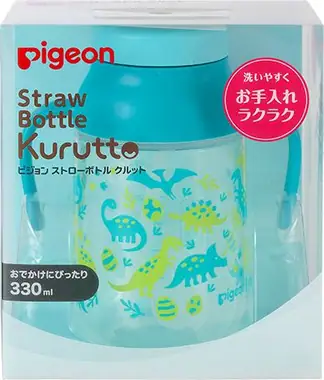 pigeon
Straw
Bottle
Kurutto
ピジョン ストローボトル クルット
洗いやすく
お手入れ
ラクラク
おでかけにぴったり
330ml
pigeon